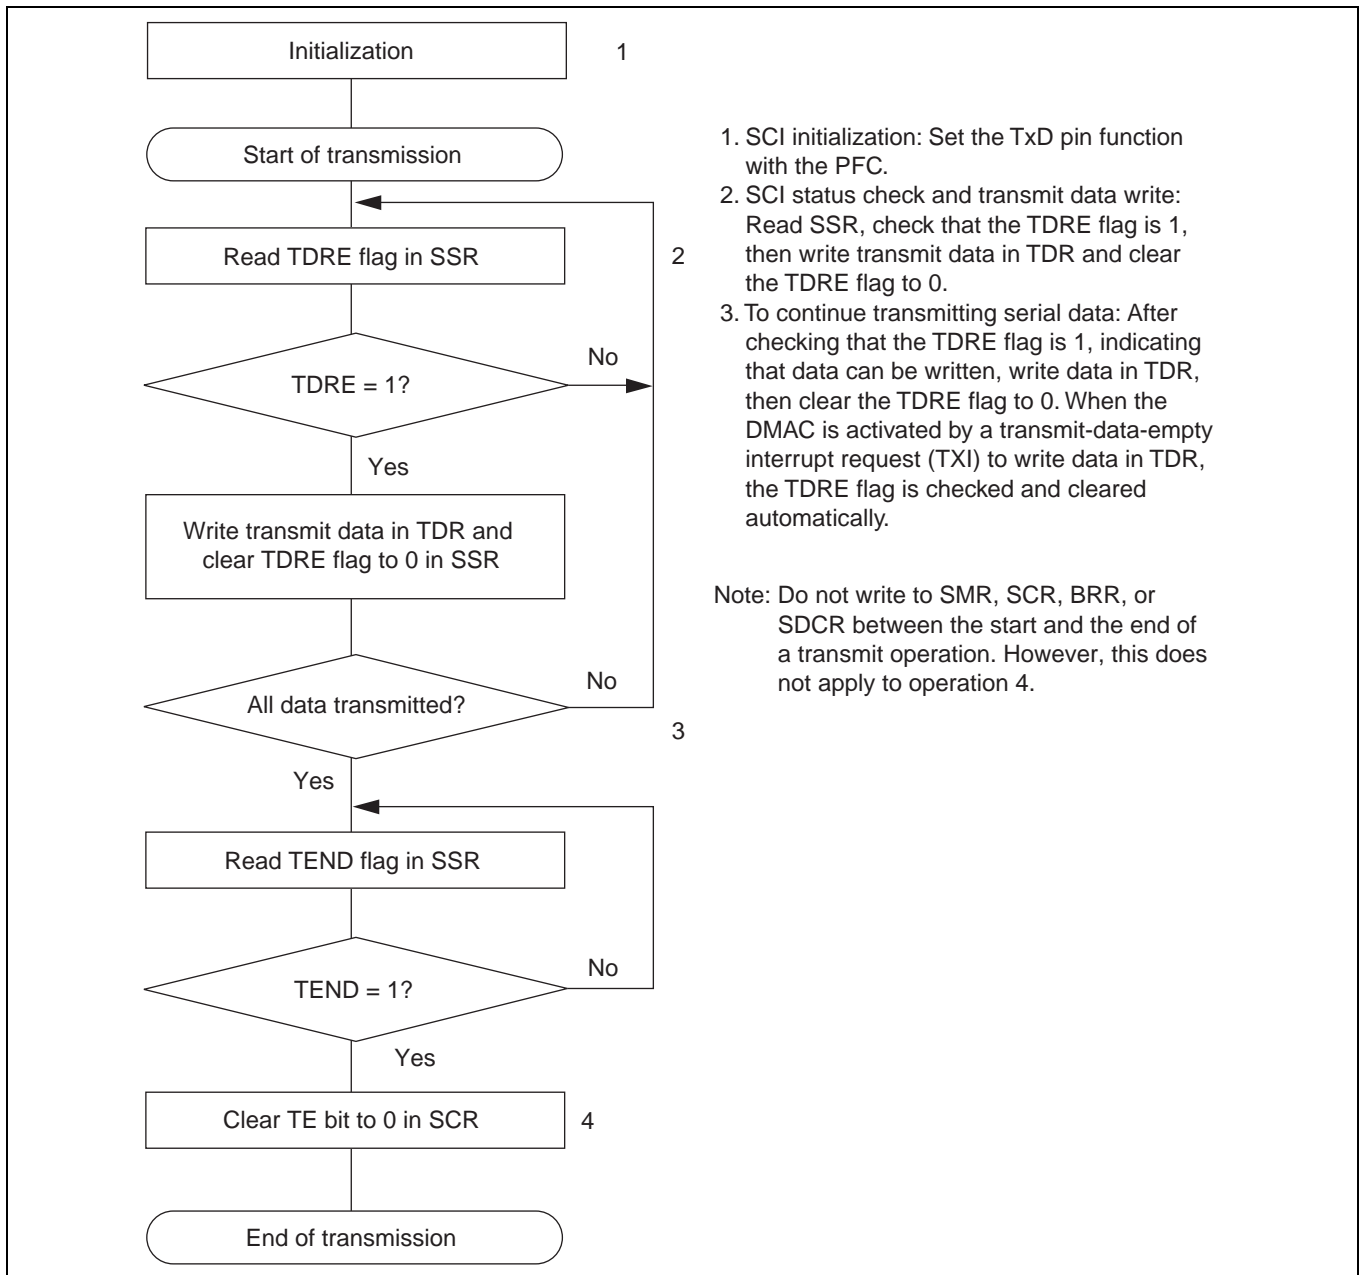 Initialization
1
Start of transmission
Read TDRE flag in SSR
2
TDRE = 1?
No
Yes
Write transmit data in TDR and
clear TDRE flag to 0 in SSR
All data transmitted?
No
3
Yes
Read TEND flag in SSR
TEND = 1?
No
Yes
Clear TE bit to 0 in SCR
4
End of transmission
1. SCI initialization: Set the TxD pin function
with the PFC.
2. SCI status check and transmit data write:
Read SSR, check that the TDRE flag is 1,
then write transmit data in TDR and clear
the TDRE flag to 0.
3. To continue transmitting serial data: After
checking that the TDRE flag is 1, indicating
that data can be written, write data in TDR,
then clear the TDRE flag to 0. When the
DMAC is activated by a transmit-data-empty
interrupt request (TXI) to write data in TDR,
the TDRE flag is checked and cleared
automatically.
Note: Do not write to SMR, SCR, BRR, or
SDCR between the start and the end of
a transmit operation. However, this does
not apply to operation 4.